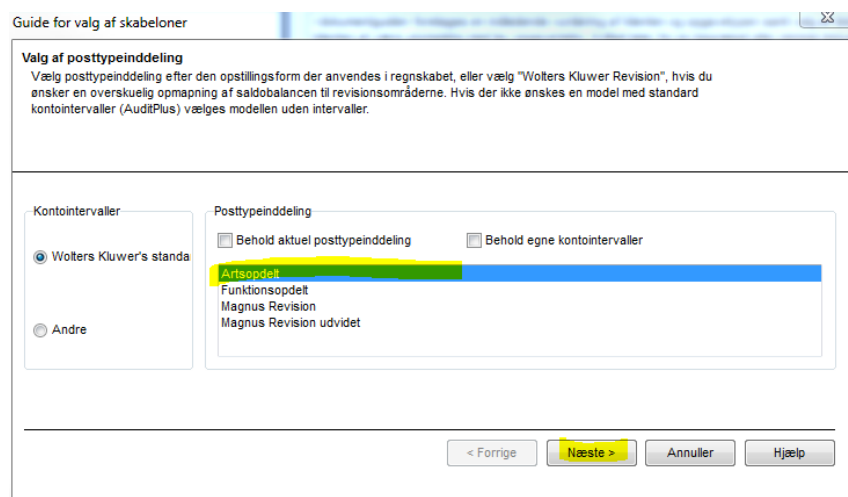 Guide for valg af skabeloner
Valg af posttypeinddeling
Vælg posttypeinddeling efter den opstillingsform der anvendes i regnskabet, eller vælg "Wolters Kluwer Revision", hvis du
ønsker en overskuelig opmapning af saldobalancen til revisionsområderne. Hvis der ikke ønskes en model med standard
kontointervaller (AuditPlus) vælges modellen uden intervaller.
Kontointervaller
Wolters Kluwer's standa
Andre
Posttypeinddeling
Behold aktuel posttypeinddeling
Behold egne kontointervaller
Artsopdelt
Funktionsopdelt
Magnus Revision
Magnus Revision udvidet
< Forrige
Næste >
Annuller
Hjælp